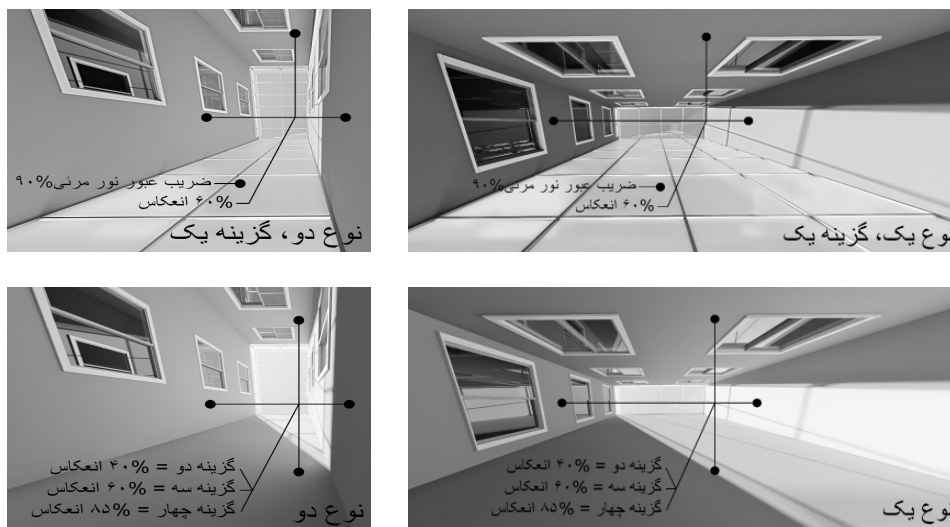 ضریب عبور نور مرئی۹۰%
۶۰% انعکاس
نوع یک، گزینه یک
ضریب عبور نور مرئی۹۰%
۶۰% انعکاس
نوع دو، گزینه یک
گزینه دو = ۴۰% انعکاس
گزینه سه = ۶۰% انعکاس
گزینه چهار = ۸۵% انعکاس
نوع یک
گزینه دو = ۴۰% انعکاس
گزینه سه = ۶۰% انعکاس
گزینه چهار = ۸۵% انعکاس
نوع دو